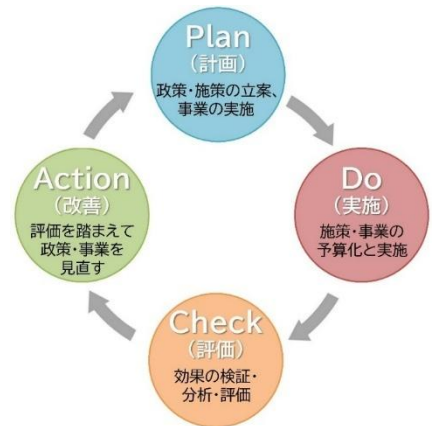 Plan
(計画)
政策・施策の立案、
事業の実施
Do
(実施)
施策・事業の
予算化と実施
Check
(評価)
効果の検証・
分析・評価
Action
(改善)
評価を踏まえて
政策・事業を
見直す